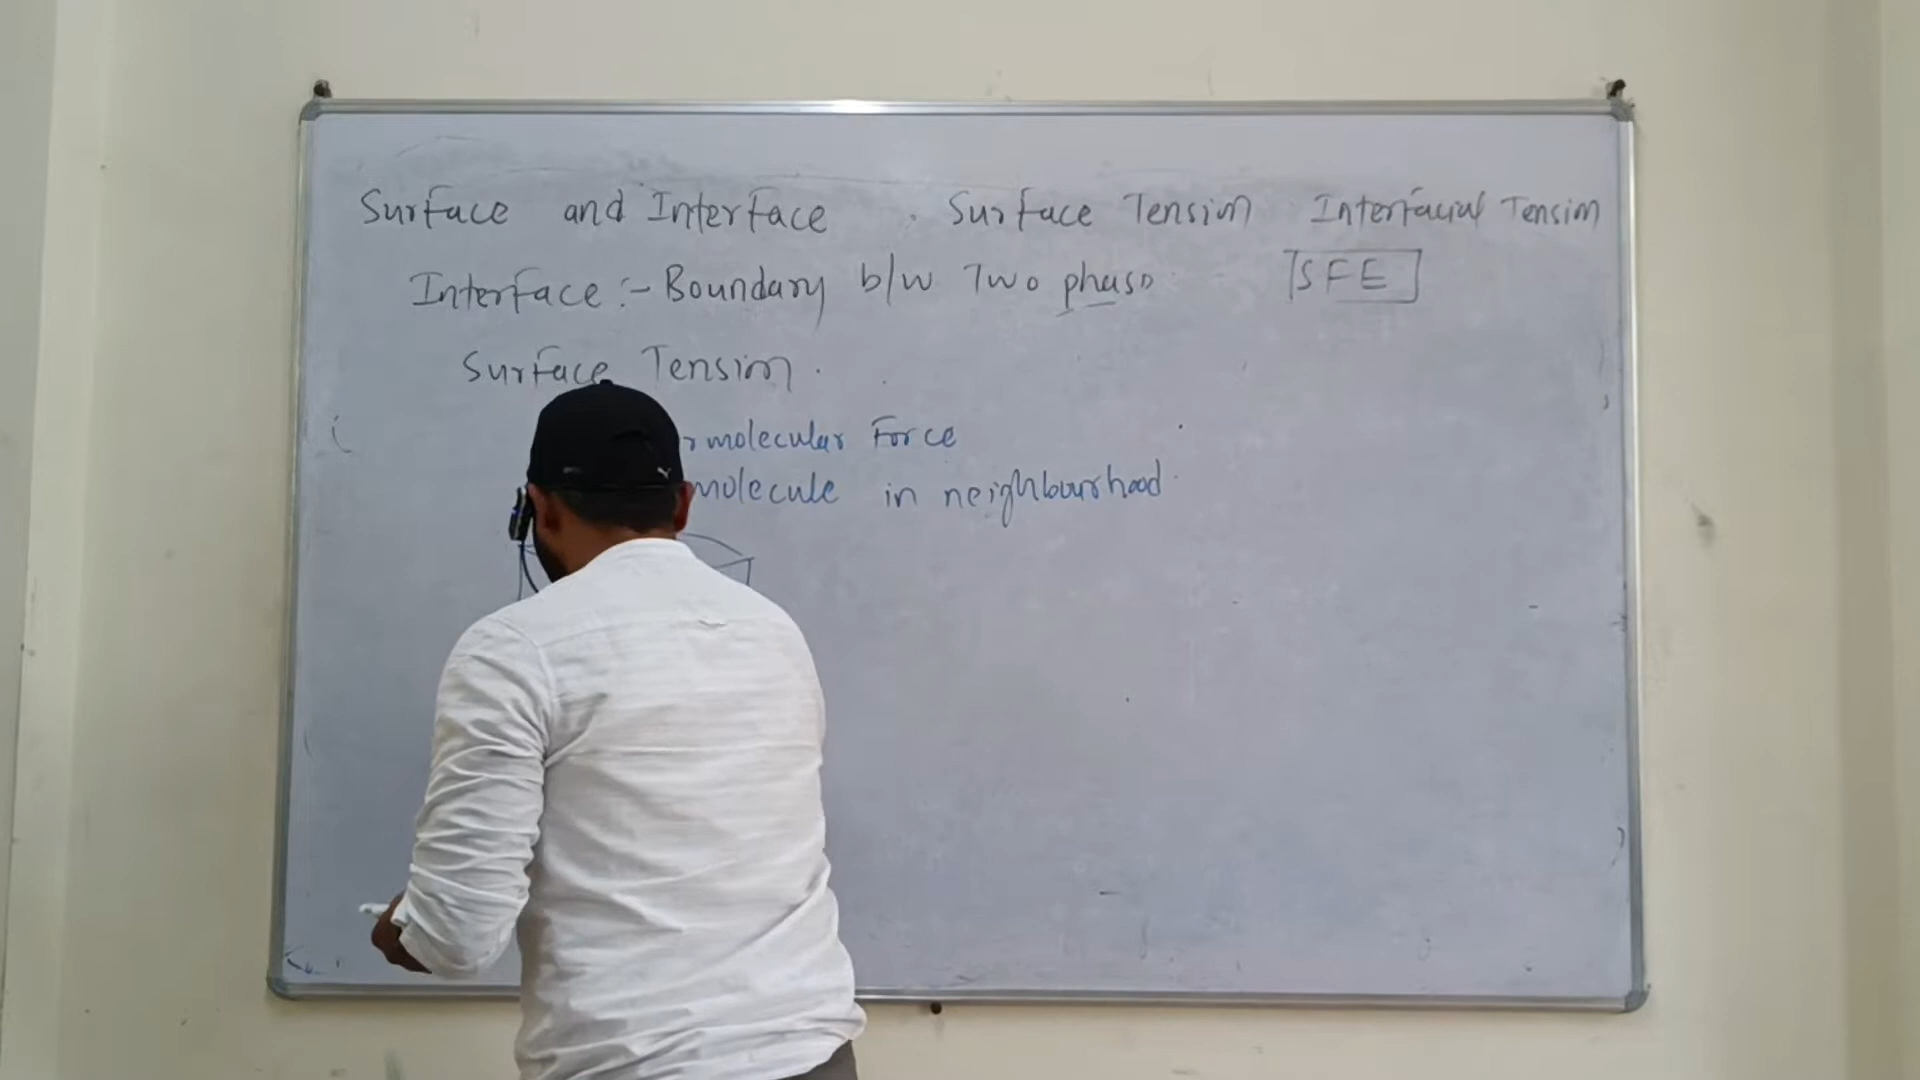 Surface and Interface . Surface Tension Interfacial Tension
Interface :- Boundary b/w Two phase SFE
Surface Tension .
molecular Force
molecule in neighbourhood .